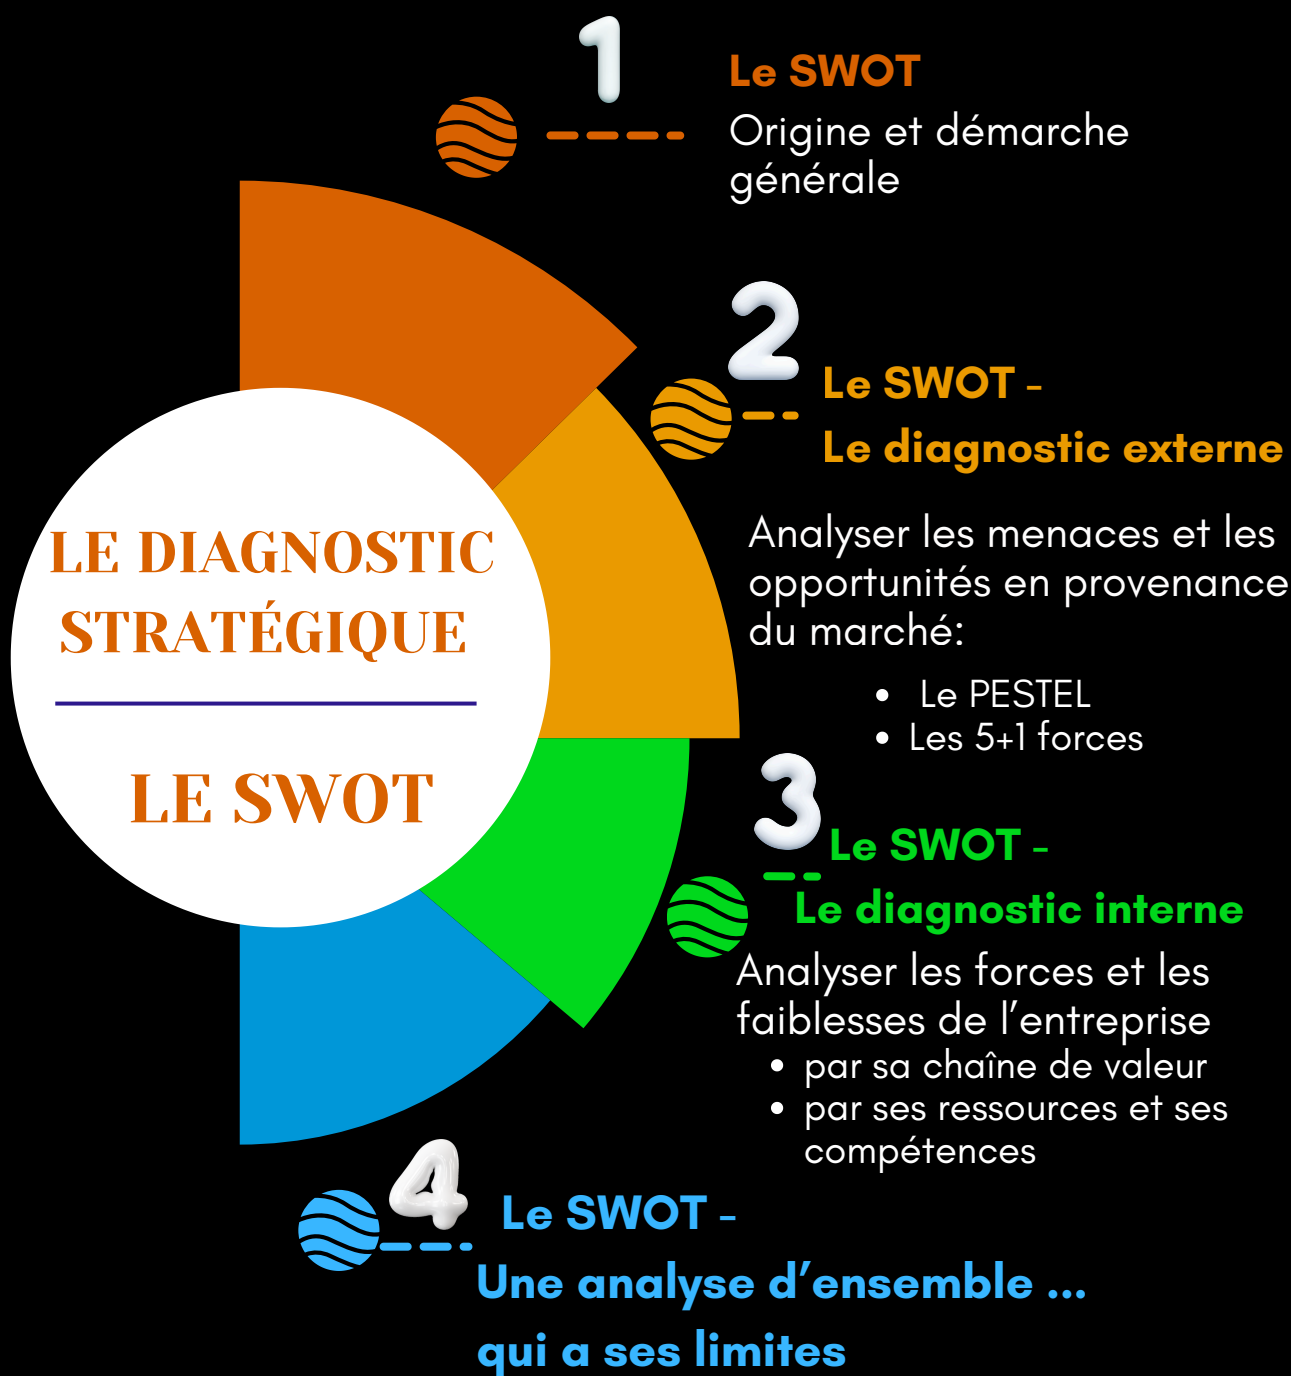 1
Le SWOT
Origine et démarche
générale
2
Le SWOT -
Le diagnostic externe
Analyser les menaces et les
opportunités en provenance
du marché:
• Le PESTEL
• Les 5+1 forces
LE DIAGNOSTIC
STRATÉGIQUE
LE SWOT
3
Le SWOT -
Le diagnostic interne
Analyser les forces et les
faiblesses de l’entreprise
• par sa chaîne de valeur
• par ses ressources et ses
compétences
4
Le SWOT -
Une analyse d’ensemble ...
qui a ses limites